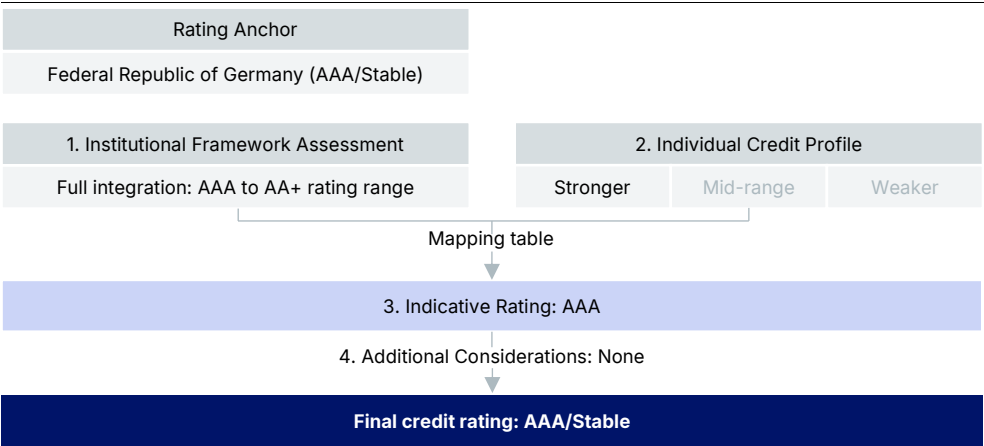 Rating Anchor
Federal Republic of Germany (AAA/Stable)
1. Institutional Framework Assessment
2. Individual Credit Profile
Full integration: AAA to AA+ rating range
Stronger
Mid-range
Weaker
Mapping table
3. Indicative Rating: AAA
4. Additional Considerations: None
Final credit rating: AAA/Stable